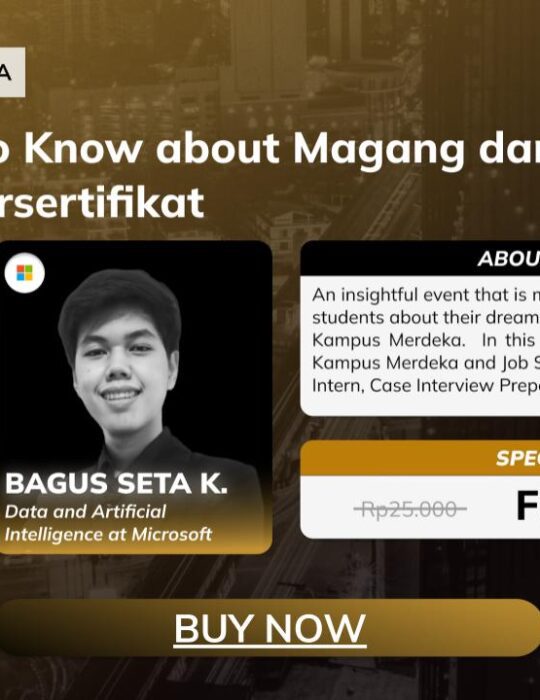 A
o Know about Magang dan
rsertifikat
BAGUS SETA K.
Data and Artificial
Intelligence at Microsoft
ABOU
An insightful event that is m
students about their dream
Kampus Merdeka. In this
Kampus Merdeka and Job S
Intern, Case Interview Prepa
SPEC
Rp25.000
F
BUY NOW